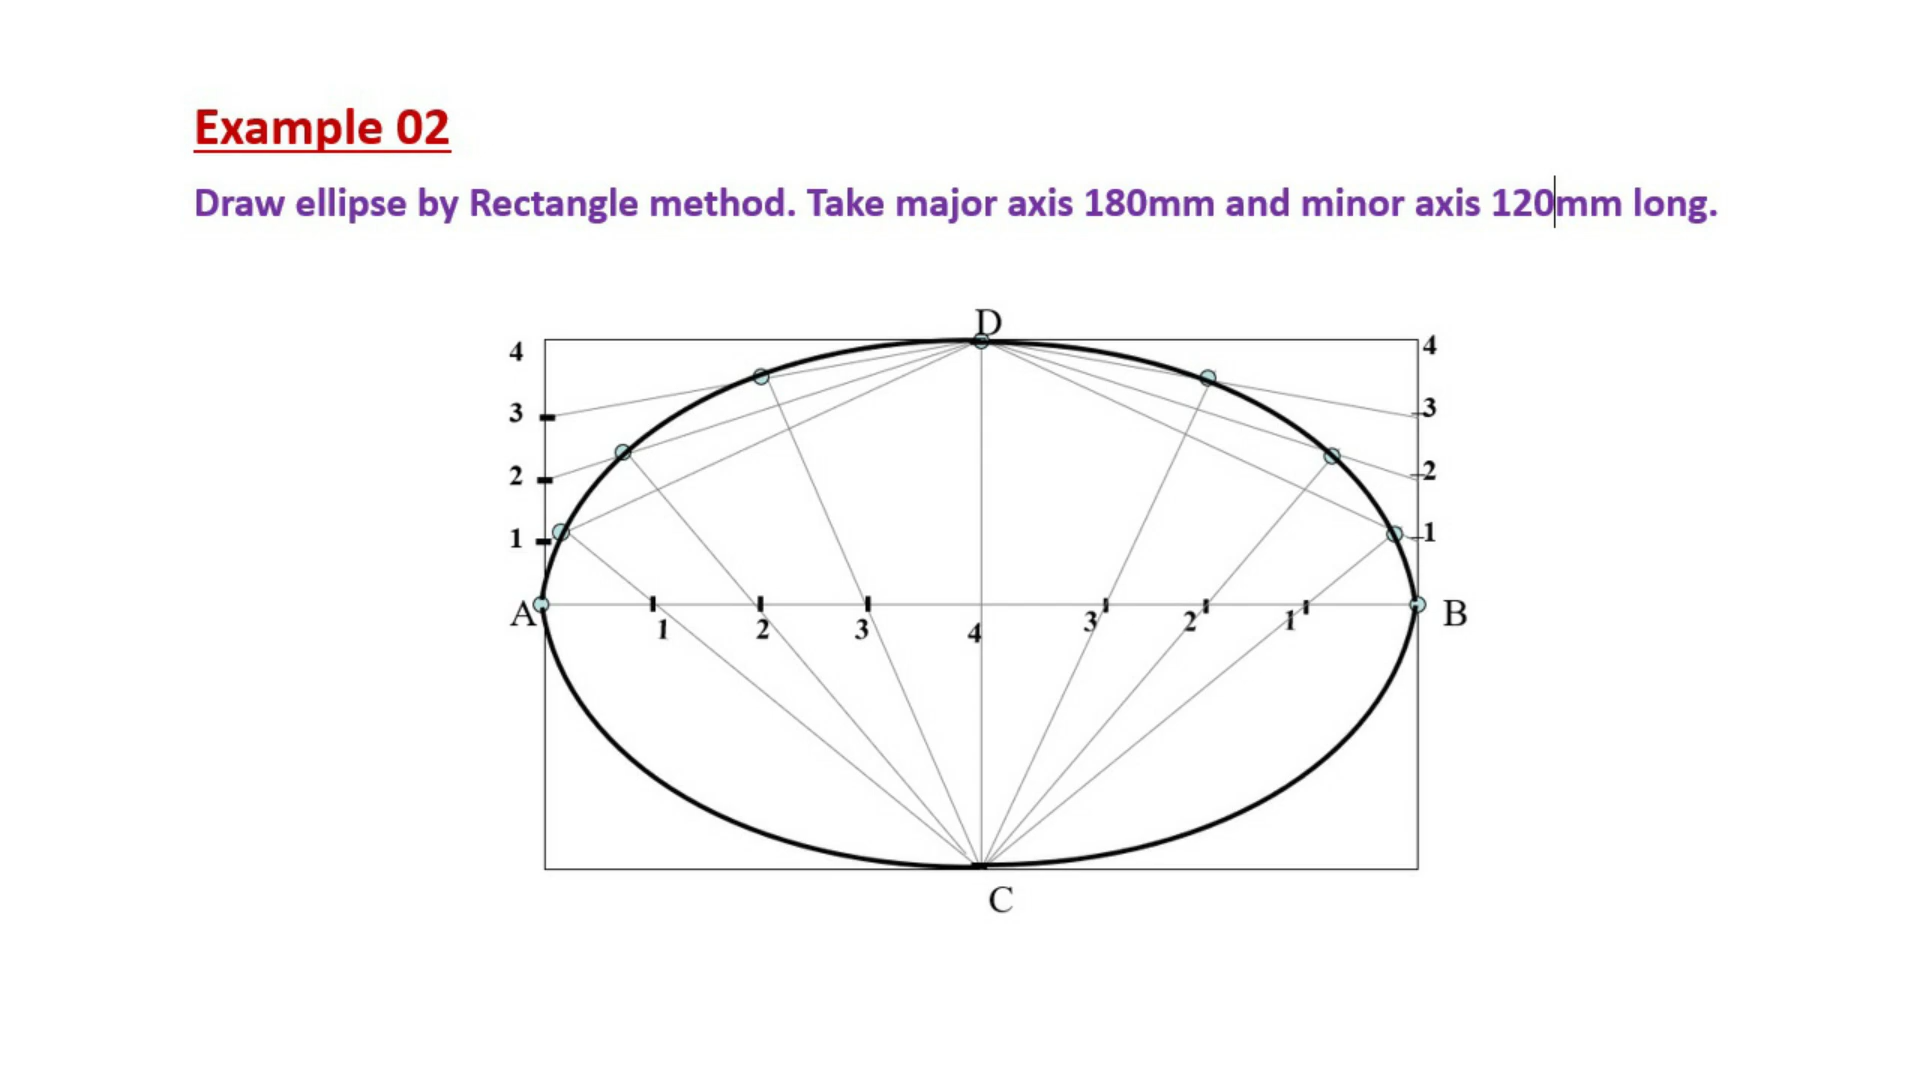 Example 02
Draw ellipse by Rectangle method. Take major axis 180mm and minor axis 120mm long.
D
4 4
3 3
2 2
1 1
A 1 2 3 4 3 2 1 B
C